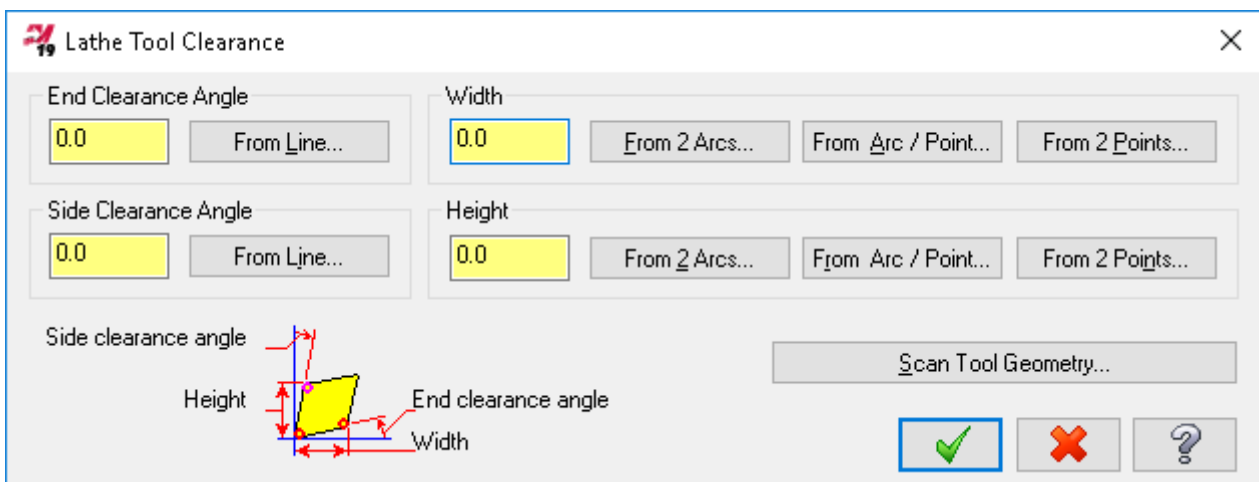 19 Lathe Tool Clearance
End Clearance Angle
0.0 From Line...
Width
0.0 From 2 Arcs... From Arc / Point... From 2 Points...
Side Clearance Angle
0.0 From Line...
Height
0.0 From 2 Arcs... From Arc / Point... From 2 Points...
Side clearance angle
Height
End clearance angle
Width
Scan Tool Geometry...